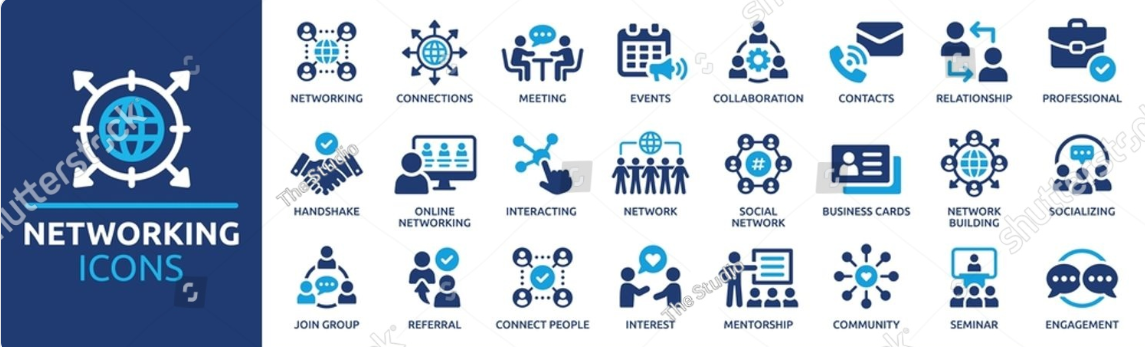 NETWORKING
ICONS
NETWORKING
CONNECTIONS
MEETING
EVENTS
COLLABORATION
CONTACTS
RELATIONSHIP
PROFESSIONAL
HANDSHAKE
ONLINE
NETWORKING
INTERACTING
NETWORK
#
SOCIAL
NETWORK
BUSINESS CARDS
NETWORK
BUILDING
SOCIALIZING
JOIN GROUP
REFERRAL
CONNECT PEOPLE
INTEREST
MENTORSHIP
COMMUNITY
SEMINAR
ENGAGEMENT
shutterstock
The Studio
The Studio
shutterstock